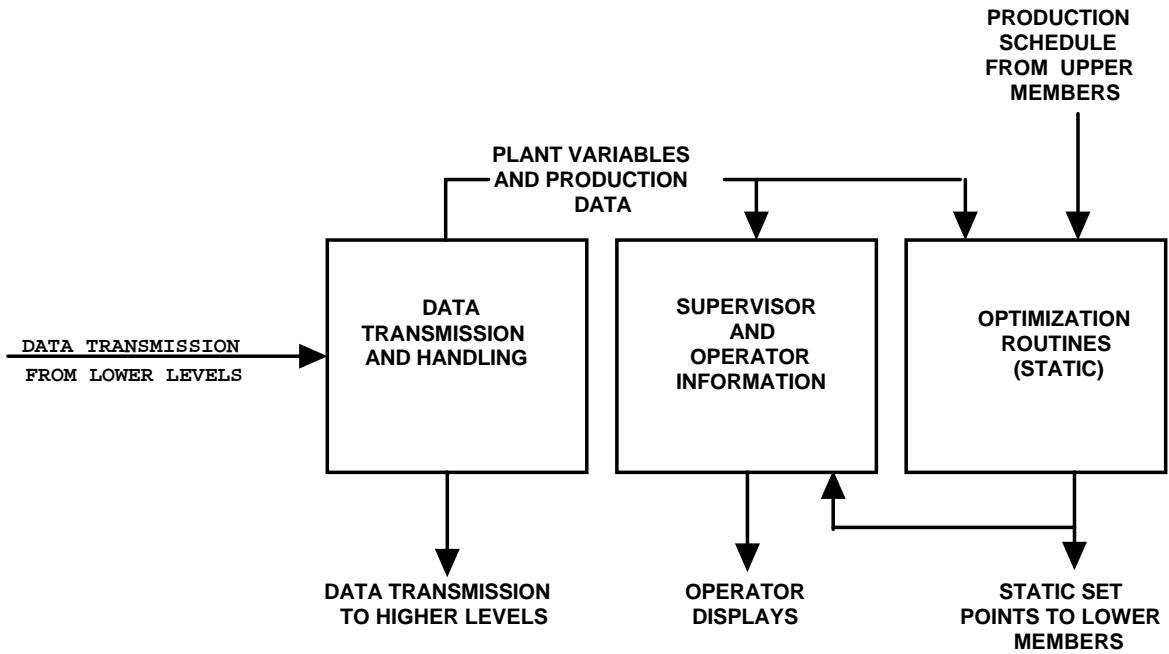 PRODUCTION
SCHEDULE
FROM UPPER
MEMBERS
PLANT VARIABLES
AND PRODUCTION
DATA
DATA
TRANSMISSION
AND HANDLING
SUPERVISOR
AND
OPERATOR
INFORMATION
OPTIMIZATION
ROUTINES
(STATIC)
DATA TRANSMISSION
FROM LOWER LEVELS
DATA TRANSMISSION
TO HIGHER LEVELS
OPERATOR
DISPLAYS
STATIC SET
POINTS TO LOWER
MEMBERS